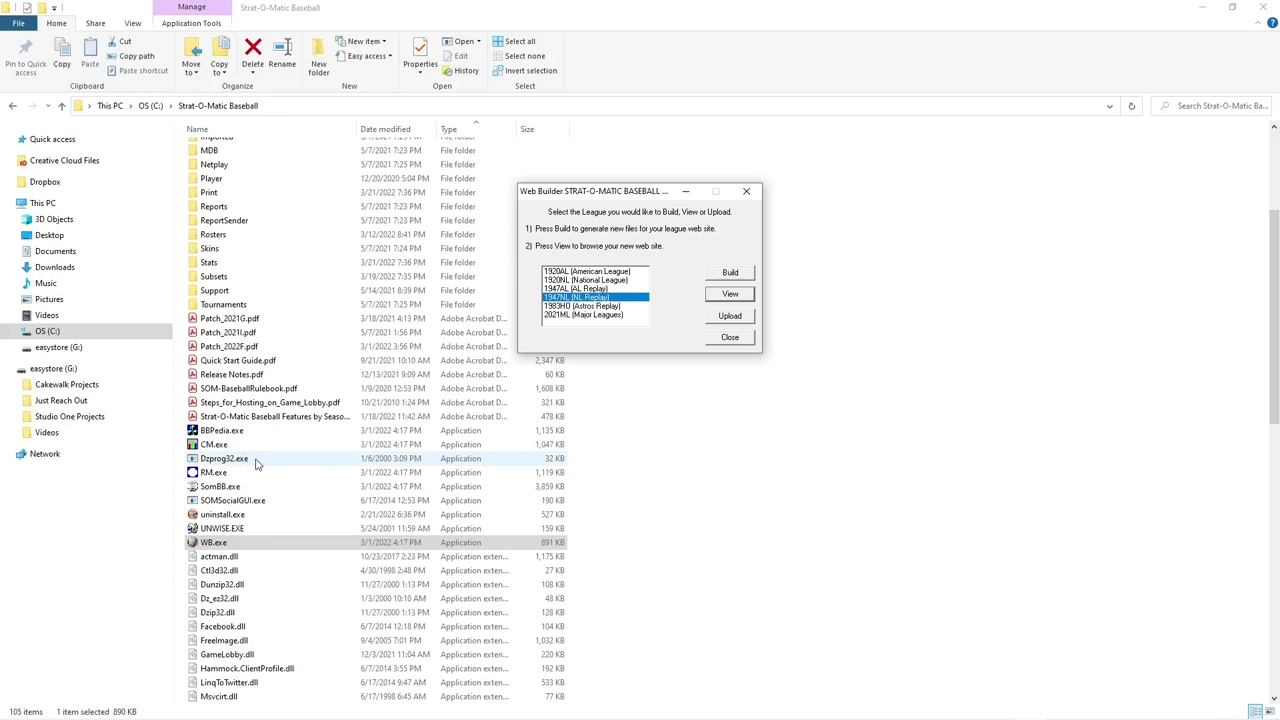 Manage
Strat-O-Matic Baseball
File
Home
Share
View
Application Tools
Pin to Quick access
Copy
Paste
Cut
Copy path
Paste shortcut
Clipboard
Move to
Copy to
Delete
Rename
Organize
New folder
New item
Easy access
New
Properties
Open
Edit
History
Open
Select all
Select none
Invert selection
Select
This PC > OS (C:) > Strat-O-Matic Baseball
Search Strat-O-Matic Ba...
Quick access
Creative Cloud Files
Dropbox
This PC
3D Objects
Desktop
Documents
Downloads
Music
Pictures
Videos
OS (C:)
easystore (G:)
easystore (G:)
Cakewalk Projects
Just Reach Out
Studio One Projects
Videos
Network
Name Date modified Type Size
MDB 5/7/2021 7:23 PM File folder
Netplay 5/7/2021 7:25 PM File folder
Player 12/20/2020 5:04 PM File folder
Print 3/21/2022 7:36 PM File folder
Reports 5/7/2021 7:23 PM File folder
ReportSender 5/7/2021 7:23 PM File folder
Rosters 3/12/2022 8:41 PM File folder
Skins 5/7/2021 7:23 PM File folder
Stats 5/7/2021 7:23 PM File folder
Subsets 3/19/2022 7:35 PM File folder
Support 3/21/2022 7:36 PM File folder
Tournaments 5/7/2021 7:25 PM File folder
Patch_2021G.pdf 3/18/2021 4:13 PM Adobe Acrobat D...
Patch_2021I.pdf 5/7/2021 1:56 PM Adobe Acrobat D...
Patch_2022F.pdf 3/1/2022 3:46 PM Adobe Acrobat D...
Quick Start Guide.pdf 9/21/2021 10:10 AM Adobe Acrobat D... 2,347 KB
Release Notes.pdf 12/13/2021 9:09 AM Adobe Acrobat D... 60 KB
SOM-BaseballRulebook.pdf 1/9/2020 12:53 PM Adobe Acrobat D... 1,608 KB
Steps_for_Hosting_on_Game_Lobby.pdf 10/21/2010 1:24 PM Adobe Acrobat D... 321 KB
Strat-O-Matic Baseball Features by Seaso... 1/18/2022 11:42 AM Adobe Acrobat D... 478 KB
BBPedia.exe 3/1/2022 4:17 PM Application 1,135 KB
CM.exe 3/1/2022 4:17 PM Application 1,047 KB
Dzprog32.exe 1/6/2000 3:09 PM Application 32 KB
RM.exe 3/1/2022 4:17 PM Application 1,119 KB
SomBB.exe 3/1/2022 4:17 PM Application 3,859 KB
SOMSocialGUI.exe 6/17/2014 12:53 PM Application 190 KB
uninstall.exe 2/21/2022 6:36 PM Application 527 KB
UNWISE.EXE 5/24/2001 11:59 AM Application 159 KB
WB.exe 3/1/2022 4:17 PM Application 891 KB
actman.dll 10/23/2017 2:23 PM Application exten... 1,175 KB
Ctl3d32.dll 4/30/1998 2:48 PM Application exten... 27 KB
Dunzip32.dll 11/27/2000 1:13 PM Application exten... 108 KB
Dz_ez32.dll 1/3/2000 10:10 AM Application exten... 48 KB
Dzip32.dll 11/27/2000 1:13 PM Application exten... 128 KB
Facebook.dll 6/7/2014 12:18 PM Application exten... 108 KB
FreeImage.dll 9/4/2005 7:01 PM Application exten... 1,032 KB
GameLobby.dll 12/3/2021 11:04 AM Application exten... 220 KB
Hammock.ClientProfile.dll 6/7/2014 3:55 PM Application exten... 192 KB
LinqToTwitter.dll 6/17/2014 9:47 AM Application exten... 533 KB
Msvcirt.dll 6/17/1998 6:45 AM Application exten... 77 KB
Web Builder STRAT-O-MATIC BASEBALL ...
Select the League you would like to Build, View or Upload.
1) Press Build to generate new files for your league web site.
2) Press View to browse your new web site.
1920AL (American League)
1920NL (National League)
1947AL (AL Replay)
1947NL (NL Replay)
1983HO (Astros Replay)
2021ML (Major Leagues)
Build
View
Upload
Close
105 items 1 item selected 890 KB